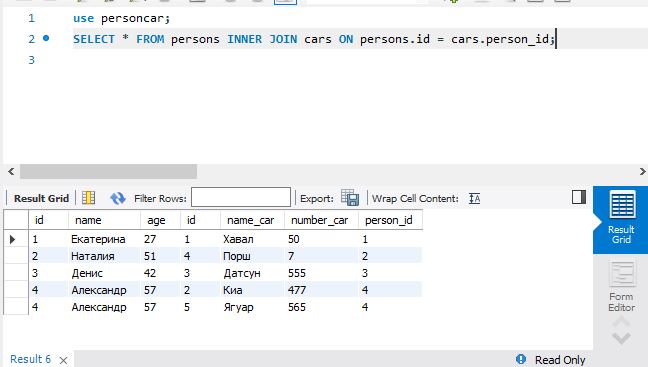 1 use personcar;
2 SELECT * FROM persons INNER JOIN cars ON persons.id = cars.person_id;
3
Result Grid Filter Rows: Export: Wrap Cell Content:
id name age id name_car number_car person_id
1 Екатерина 27 1 Хавал 50 1
2 Наталия 51 4 Порш 7 2
3 Денис 42 3 Датсун 555 3
4 Александр 57 2 Киа 477 4
4 Александр 57 5 Ягуар 565 4
Result
Grid
Form
Editor
Result 6 × Read Only